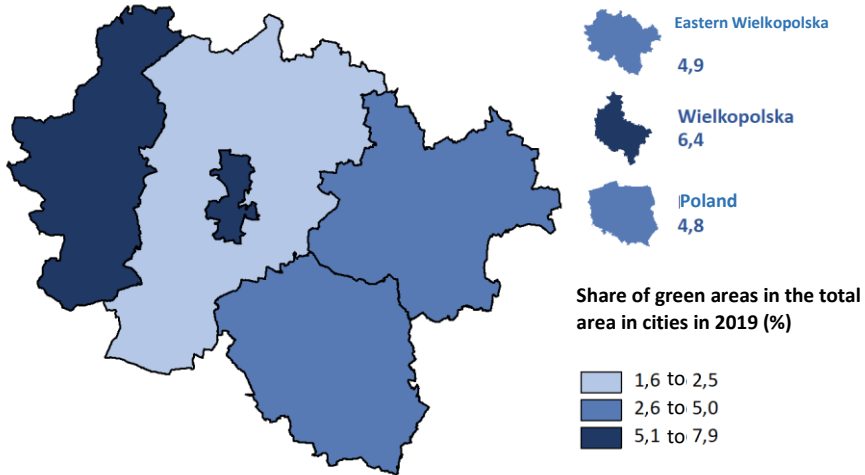 Eastern Wielkopolska
4,9
Wielkopolska
6,4
Poland
4,8
Share of green areas in the total
area in cities in 2019 (%)
1,6 to 2,5
2,6 to 5,0
5,1 to 7,9